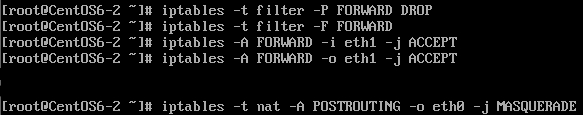 [root@CentOS6-2 ~]# iptables -t filter -P FORWARD DROP
[root@CentOS6-2 ~]# iptables -t filter -F FORWARD
[root@CentOS6-2 ~]# iptables -A FORWARD -i eth1 -j ACCEPT
[root@CentOS6-2 ~]# iptables -A FORWARD -o eth1 -j ACCEPT
[root@CentOS6-2 ~]# iptables -t nat -A POSTROUTING -o eth0 -j MASQUERADE